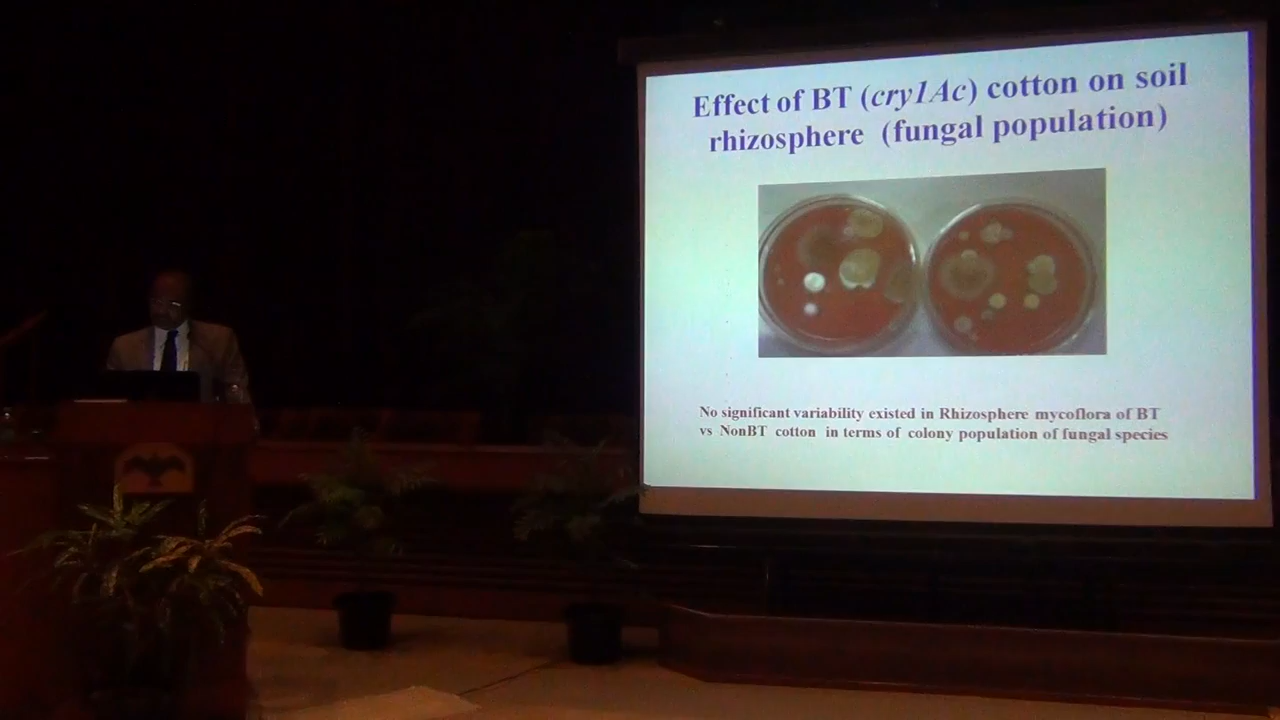 Effect of BT (cry1Ac) cotton on soil
rhizosphere (fungal population)
No significant variability existed in Rhizosphere mycoflora of BT
vs NonBT cotton in terms of colony population of fungal species